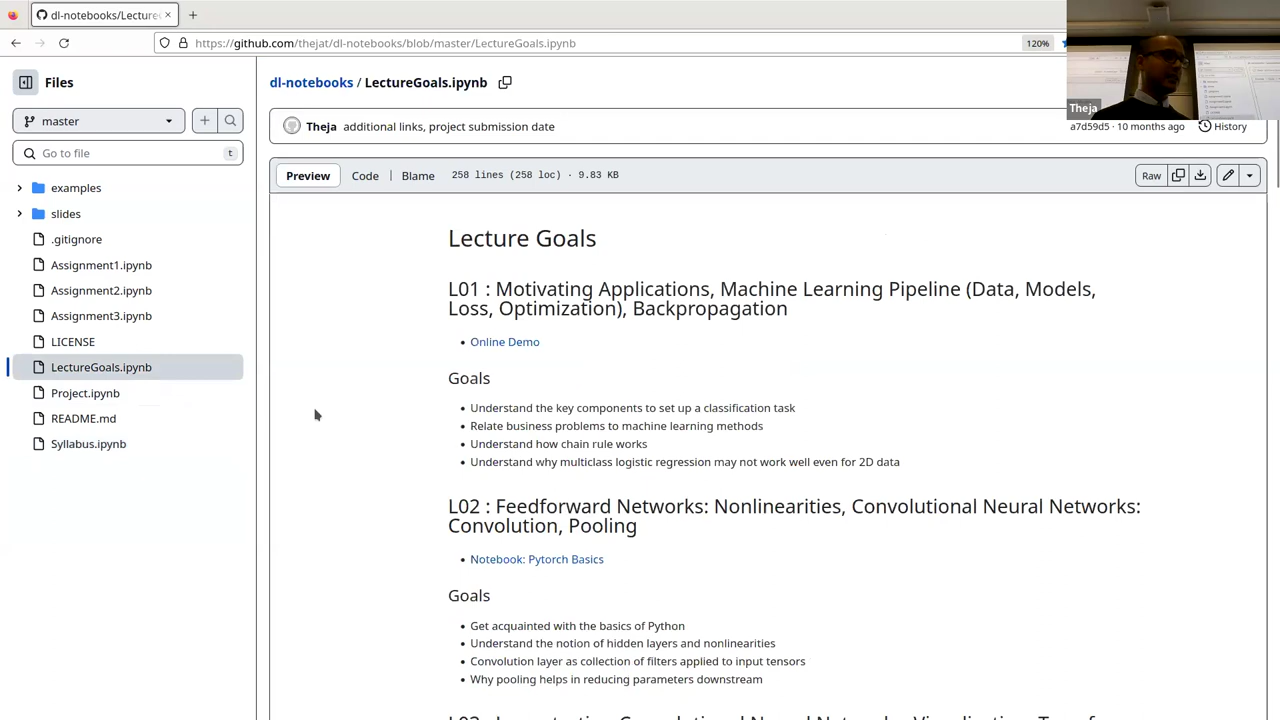 dl-notebooks/Lecture
https://github.com/thejat/dl-notebooks/blob/master/LectureGoals.ipynb
120%
Files
dl-notebooks / LectureGoals.ipynb
master
Theja additional links, project submission date
Theja
a7d59d5 · 10 months ago
History
Go to file
t
Preview
Code
Blame
258 lines (258 loc) · 9.83 KB
Raw
examples
slides
.gitignore
Assignment1.ipynb
Assignment2.ipynb
Assignment3.ipynb
LICENSE
LectureGoals.ipynb
Project.ipynb
README.md
Syllabus.ipynb
Lecture Goals
L01 : Motivating Applications, Machine Learning Pipeline (Data, Models,
Loss, Optimization), Backpropagation
Online Demo
Goals
Understand the key components to set up a classification task
Relate business problems to machine learning methods
Understand how chain rule works
Understand why multiclass logistic regression may not work well even for 2D data
L02 : Feedforward Networks: Nonlinearities, Convolutional Neural Networks:
Convolution, Pooling
Notebook: Pytorch Basics
Goals
Get acquainted with the basics of Python
Understand the notion of hidden layers and nonlinearities
Convolution layer as collection of filters applied to input tensors
Why pooling helps in reducing parameters downstream